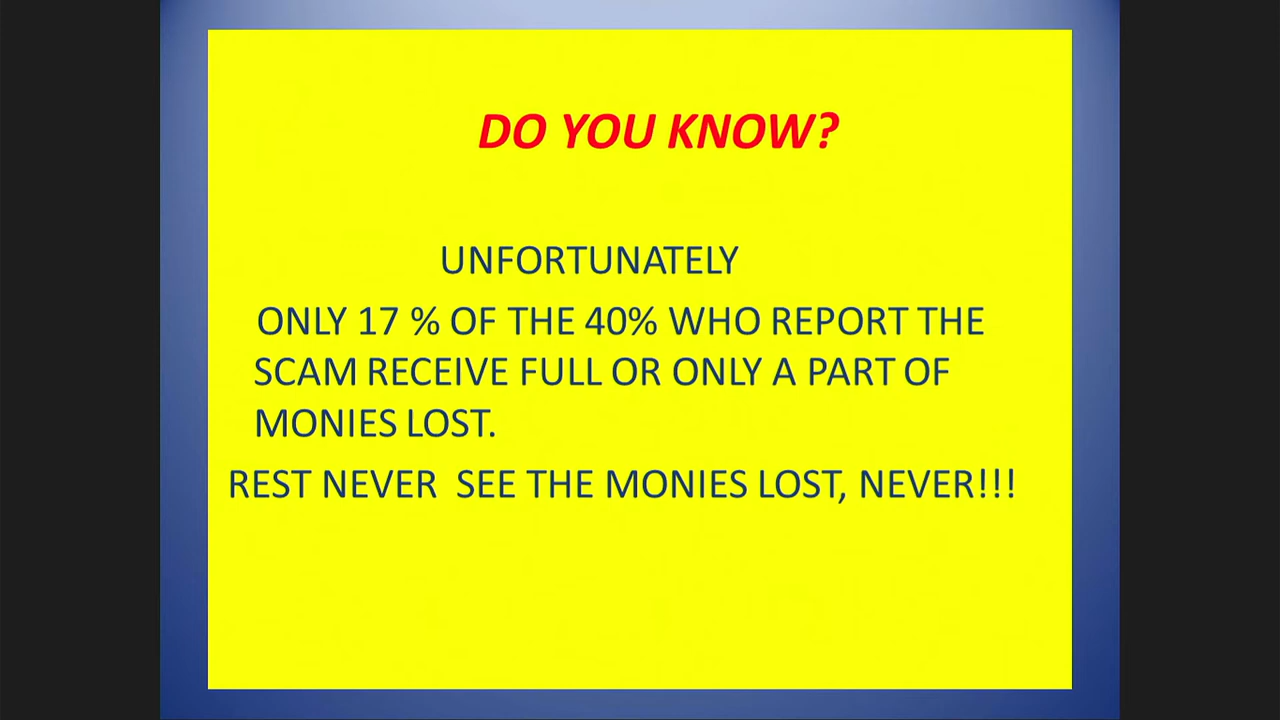 DO YOU KNOW?
UNFORTUNATELY
ONLY 17 % OF THE 40% WHO REPORT THE
SCAM RECEIVE FULL OR ONLY A PART OF
MONIES LOST.
REST NEVER  SEE THE MONIES LOST, NEVER!!!